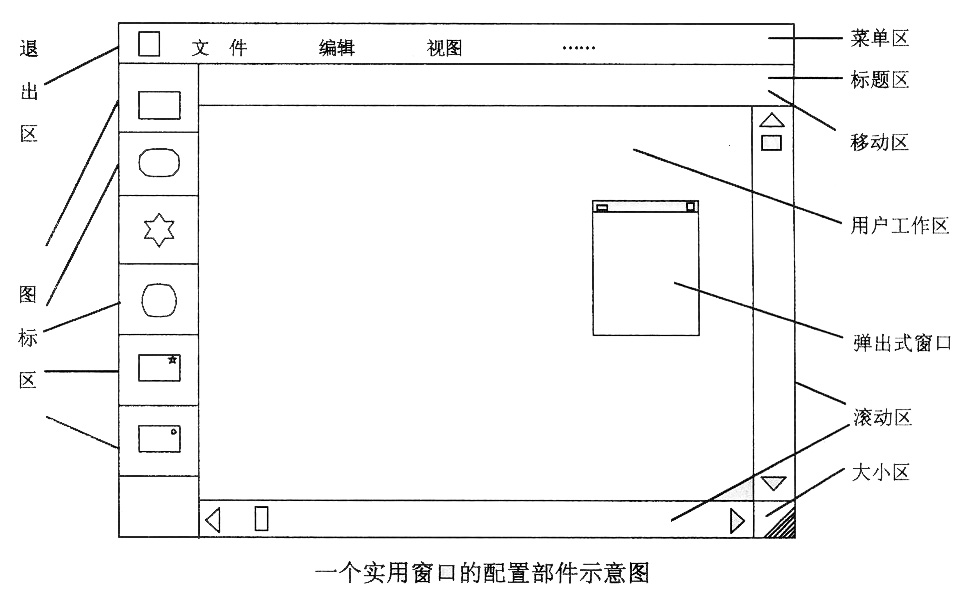 退出区
文 件 编辑 视图 ……
菜单区
标题区
移动区
用户工作区
图标区
弹出式窗口
滚动区
大小区
一个实用窗口的配置部件示意图